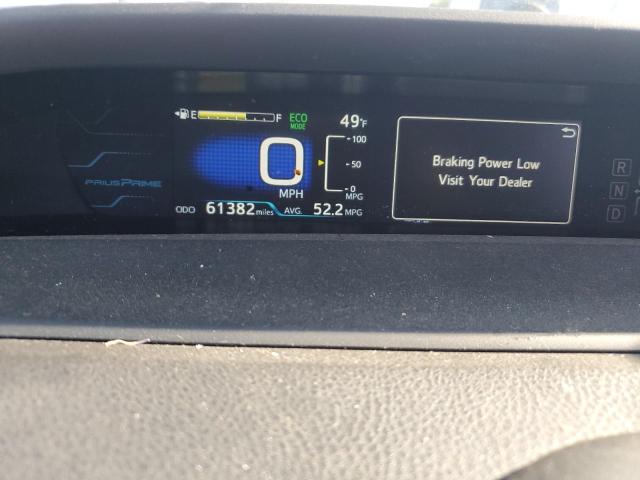 E F ECO
MODE
49°F
100
50
0
MPG
0
MPH
PRIUS PRIME
ODO 61382 miles AVG. 52.2 MPG
Braking Power Low
Visit Your Dealer
R
N
D